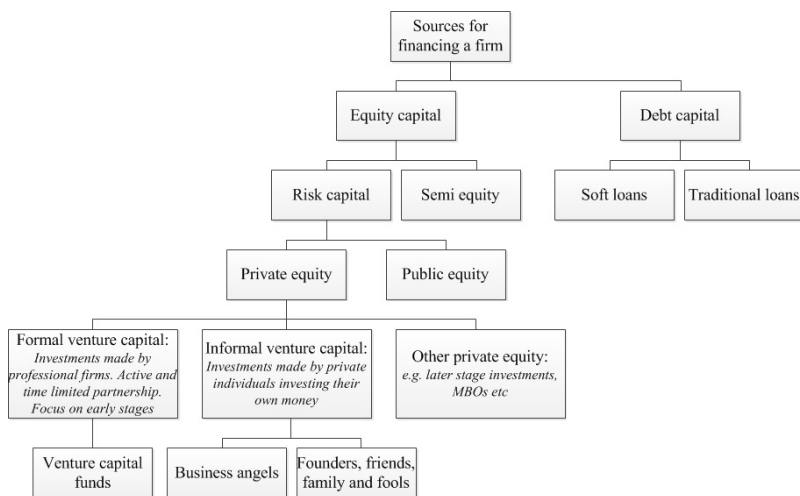 Sources for
financing a firm
Equity capital
Debt capital
Risk capital
Semi equity
Soft loans
Traditional loans
Private equity
Public equity
Formal venture capital:
Investments made by
professional firms. Active and
time limited partnership.
Focus on early stages
Informal venture capital:
Investments made by private
individuals investing their
own money
Other private equity:
e.g. later stage investments,
MBOs etc
Venture capital
funds
Business angels
Founders, friends,
family and fools